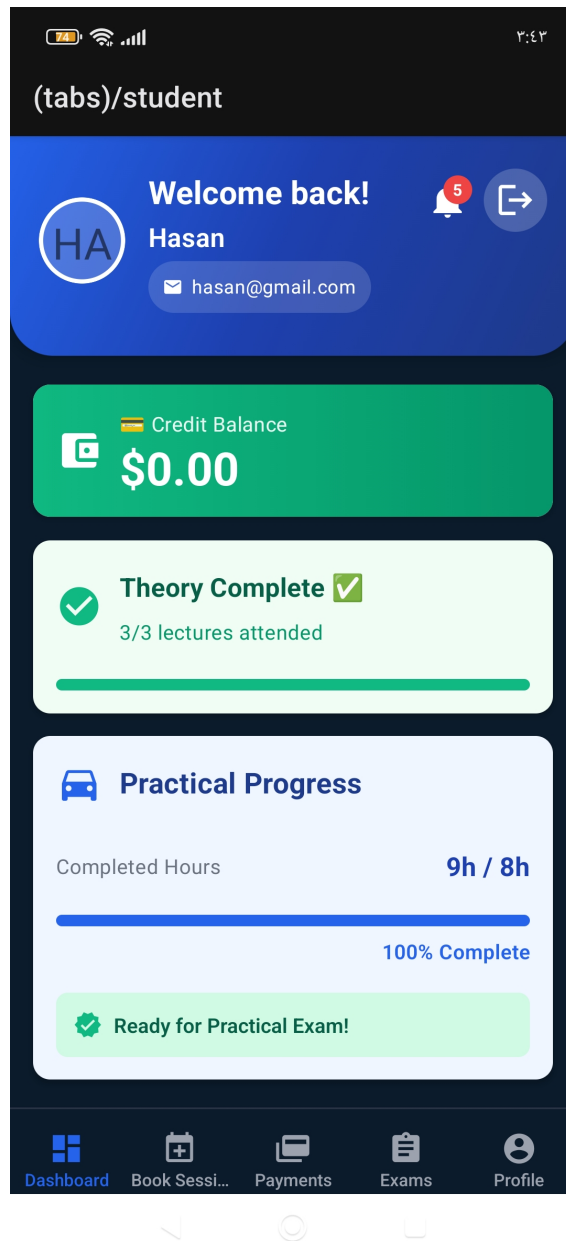 74
٣:٤٣
(tabs)/student
HA
Welcome back!
5
Hasan
hasan@gmail.com
💳 Credit Balance
$0.00
Theory Complete ✅
3/3 lectures attended
Practical Progress
Completed Hours
9h / 8h
100% Complete
Ready for Practical Exam!
Dashboard
Book Sessi...
Payments
Exams
Profile